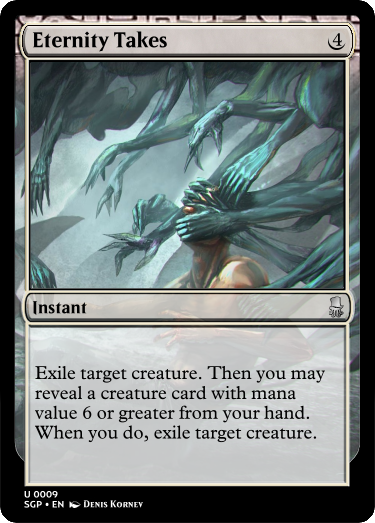 Eternity Takes 4
Instant
Exile target creature. Then you may
reveal a creature card with mana
value 6 or greater from your hand.
When you do, exile target creature.
U 0009
SGP • EN Denis Korney